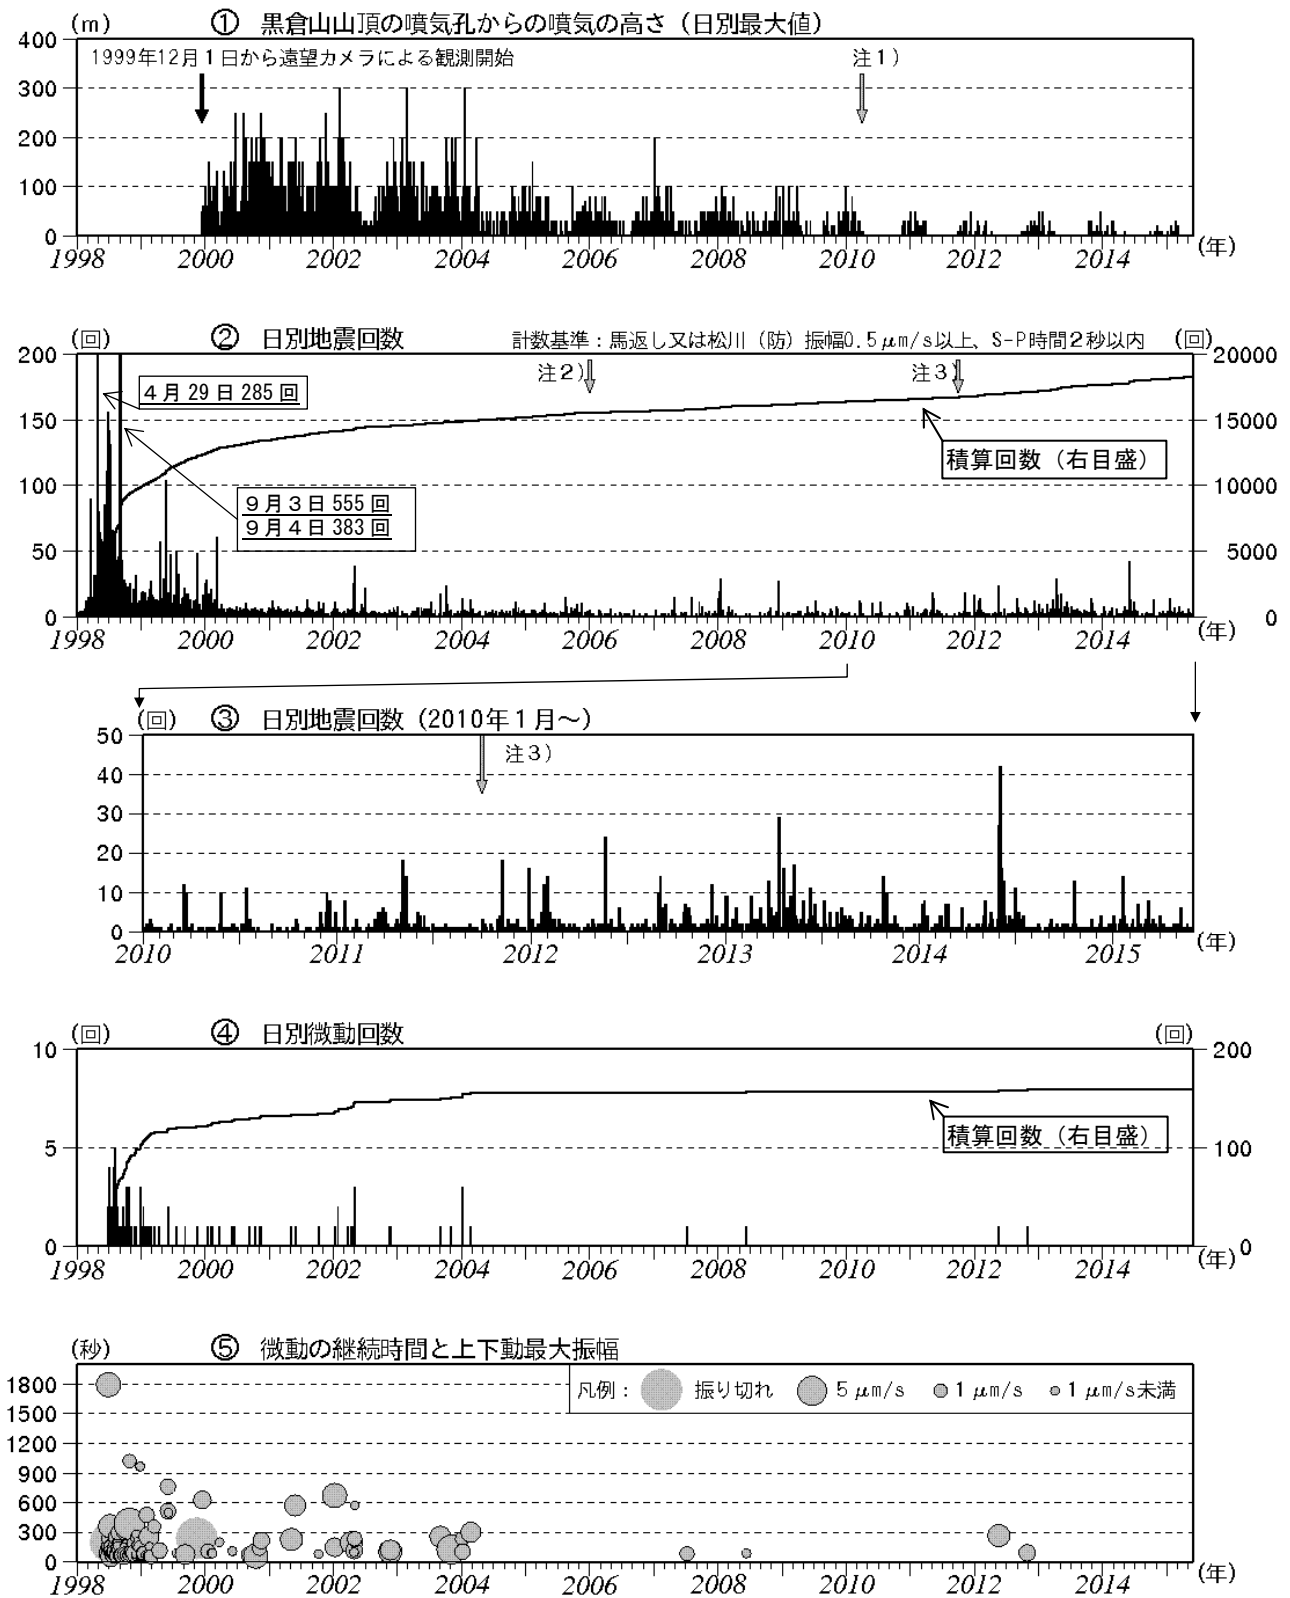 (m) ① 黒倉山山頂の噴気孔からの噴気の高さ（日別最大値）
400
1999年12月１日から遠望カメラによる観測開始 注１）
300
200
100
0
1998 2000 2002 2004 2006 2008 2010 2012 2014 (年)
(回) ② 日別地震回数 計数基準：馬返し又は松川（防）振幅0.5μm/s以上、S-P時間２秒以内 (回)
200 20000
注２） 注３）
４月29日285回
150 15000
積算回数（右目盛）
100 10000
９月３日555回
９月４日383回
50 5000
0 0
1998 2000 2002 2004 2006 2008 2010 2012 2014 (年)
(回) ③ 日別地震回数（2010年１月～）
50
注３）
40
30
20
10
0
2010 2011 2012 2013 2014 2015 (年)
(回) ④ 日別微動回数 (回)
10 200
積算回数（右目盛）
5 100
0 0
1998 2000 2002 2004 2006 2008 2010 2012 2014 (年)
(秒) ⑤ 微動の継続時間と上下動最大振幅
1800 凡例： 振り切れ 5 μm/s 1 μm/s 1 μm/s未満
1500
1200
900
600
300
0
1998 2000 2002 2004 2006 2008 2010 2012 2014 (年)